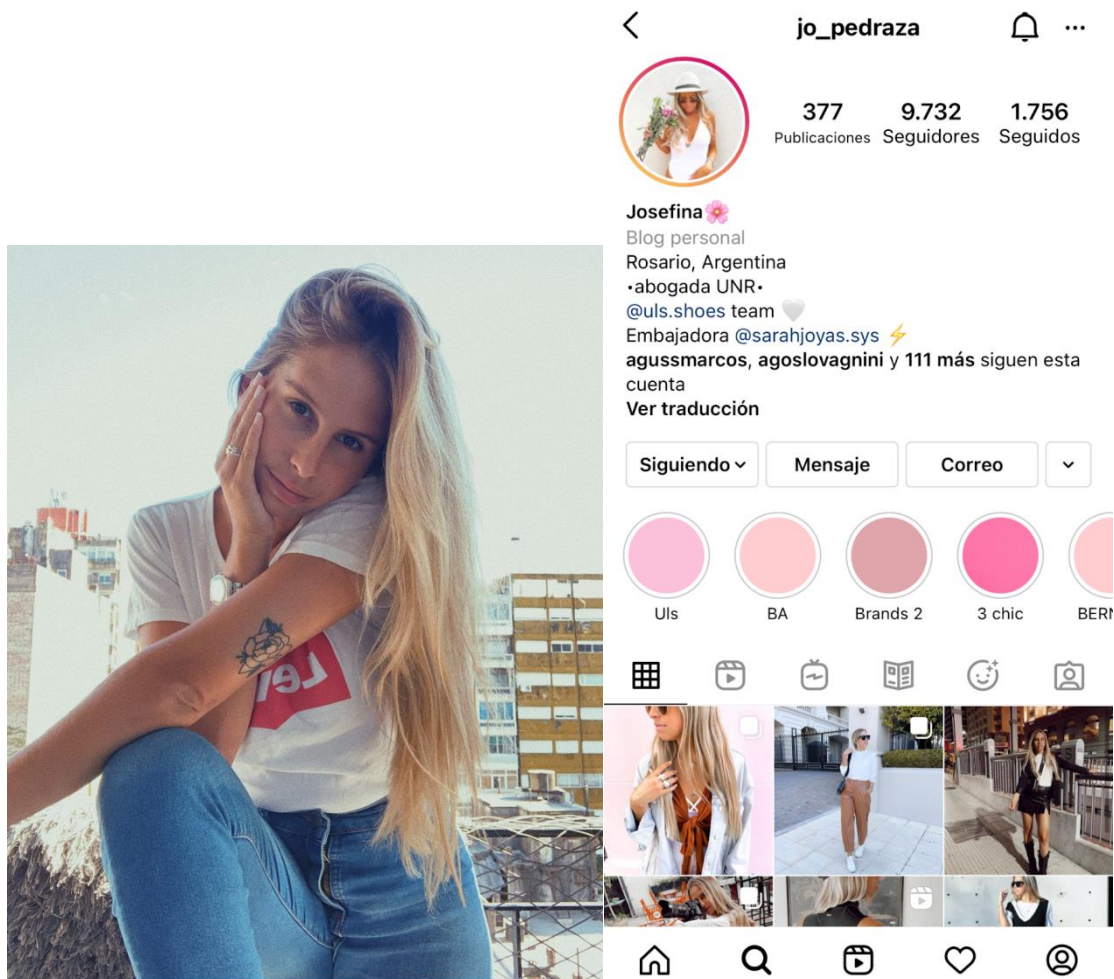 jo_pedraza
377
9.732
1.756
Publicaciones
Seguidores
Seguidos
Josefina🌸
Blog personal
Rosario, Argentina
•abogada UNR•
@uls.shoes team 🤍
Embajadora @sarahjoyas.sys ⚡
agussmarcos, agoslovagnini y 111 más siguen esta
cuenta
Ver traducción
Siguiendo
Mensaje
Correo
Uls
BA
Brands 2
3 chic
BERN
Lev